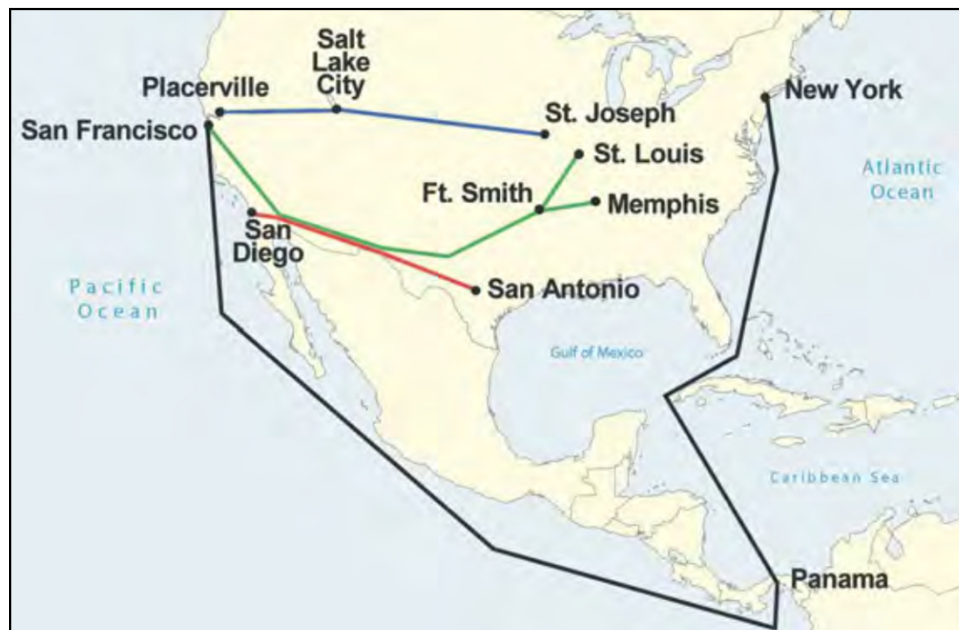 Salt
Lake
City
Placerville
New York
San Francisco
St. Joseph
St. Louis
Atlantic
Ocean
Ft. Smith
Memphis
San
Diego
Pacific
Ocean
San Antonio
Gulf of Mexico
Caribbean Sea
Panama